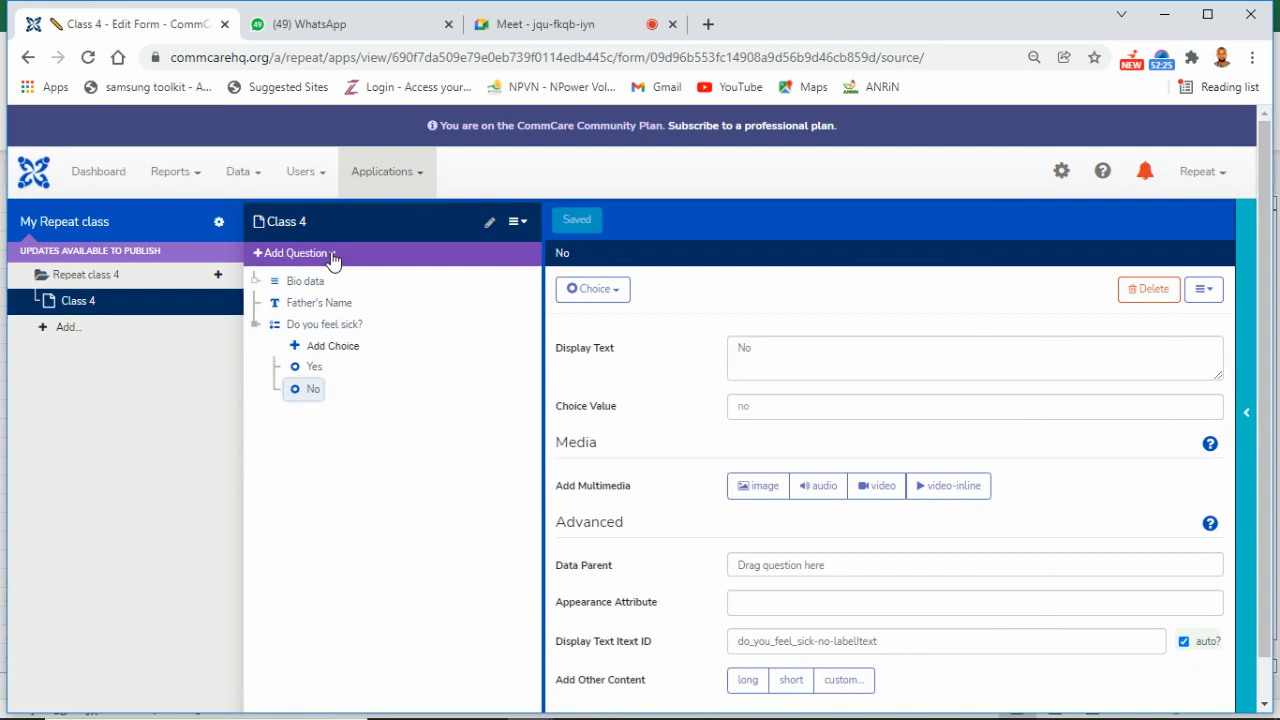 Class 4 - Edit Form - CommC
(49) WhatsApp
Meet - jqu-fkqb-iyn
commcarehq.org/a/repeat/apps/view/690f7da509e79e0eb739f0114edb445c/form/09d96b553fc14908a9d56b9d46cb859d/source/
NEW
52:25
Apps
samsung toolkit - A...
Suggested Sites
Login - Access your...
NPVN - NPower Vol...
Gmail
YouTube
Maps
ANRiN
Reading list
You are on the CommCare Community Plan. Subscribe to a professional plan.
Dashboard
Reports
Data
Users
Applications
Repeat
My Repeat class
Class 4
Saved
UPDATES AVAILABLE TO PUBLISH
Add Question
No
Repeat class 4
Bio data
Choice
Delete
Class 4
Father's Name
Add...
Do you feel sick?
Add Choice
Yes
No
Display Text
No
Choice Value
no
Media
Add Multimedia
image
audio
video
video-inline
Advanced
Data Parent
Drag question here
Appearance Attribute
Display Text Itext ID
do_you_feel_sick-no-labelItext
auto?
Add Other Content
long
short
custom...